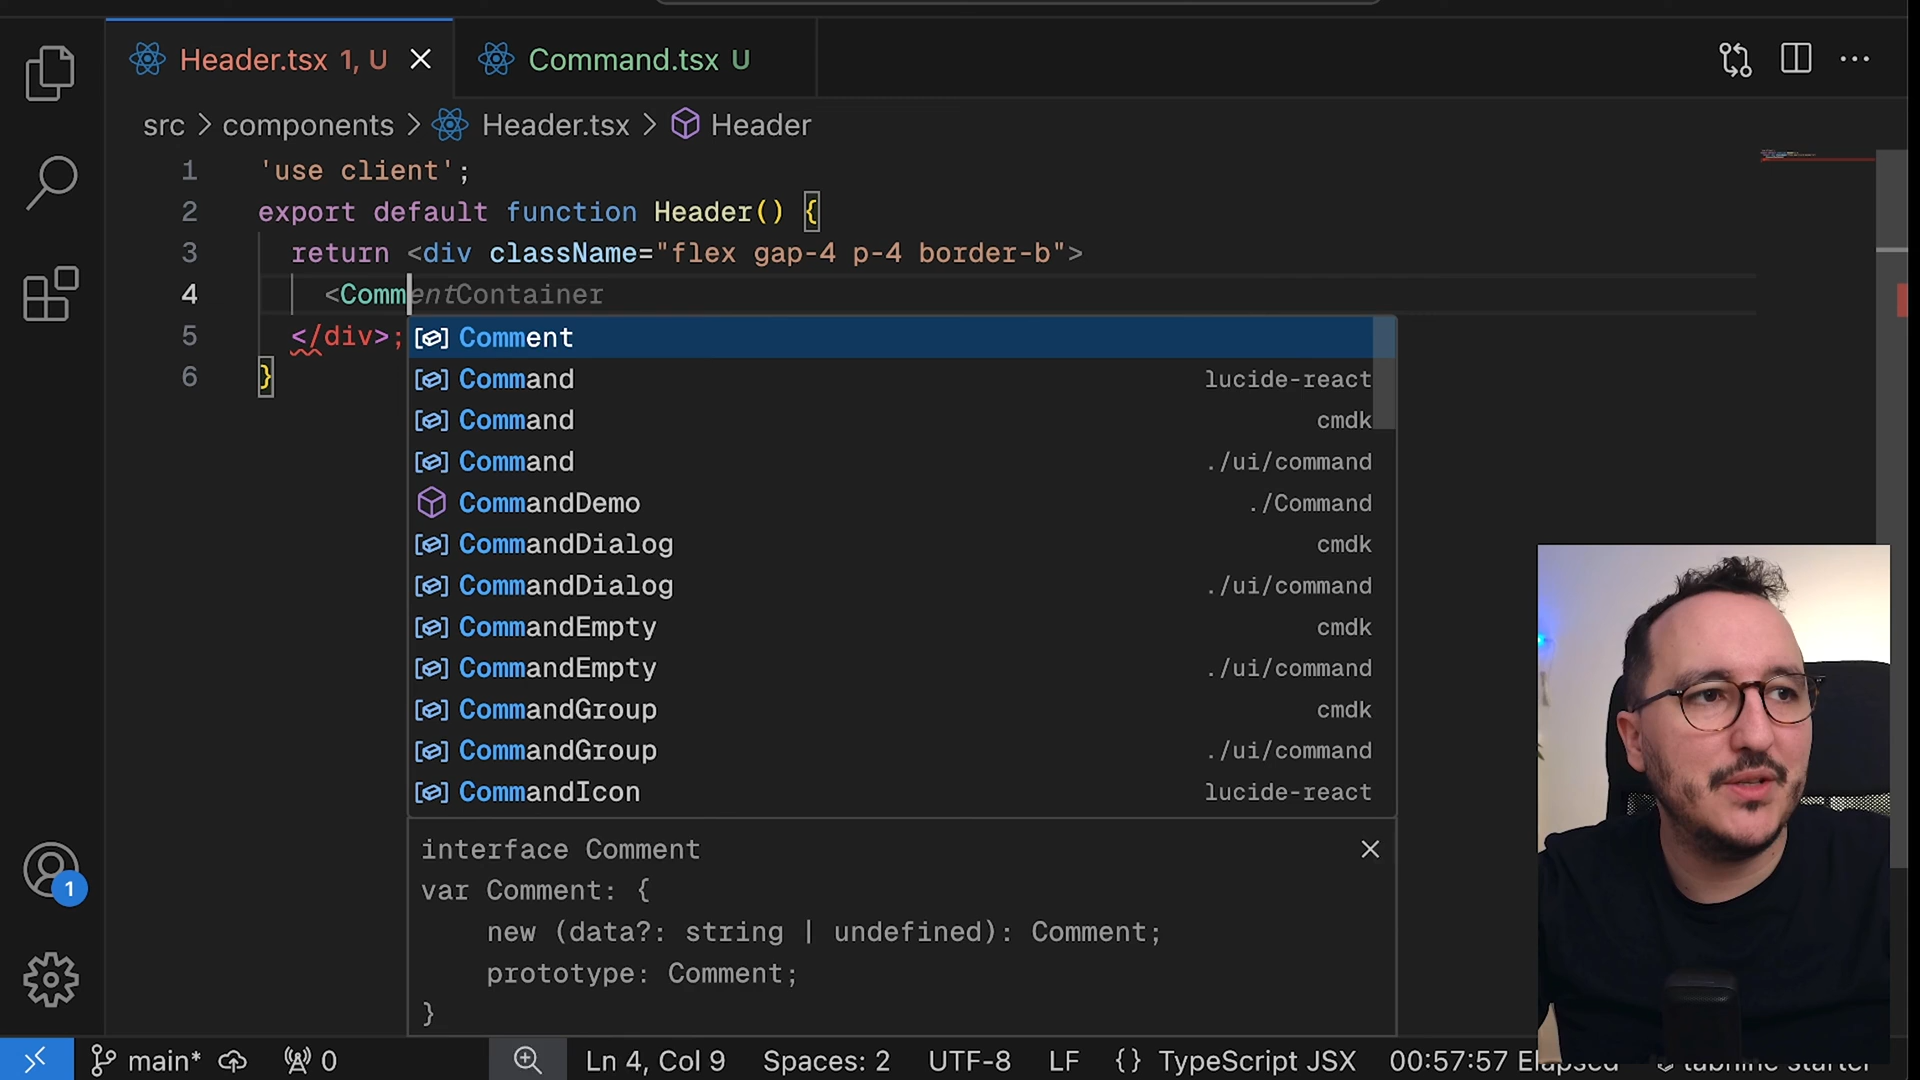 Header.tsx 1, U
Command.tsx U
src > components > Header.tsx > Header
1 'use client';
2 export default function Header() {
3 return <div className="flex gap-4 p-4 border-b">
4 <CommentContainer
5 </div>;
6 }
Comment
Command lucide-react
Command cmdk
Command ./ui/command
CommandDemo ./Command
CommandDialog cmdk
CommandDialog ./ui/command
CommandEmpty cmdk
CommandEmpty ./ui/command
CommandGroup cmdk
CommandGroup ./ui/command
CommandIcon lucide-react
interface Comment
var Comment: {
new (data?: string | undefined): Comment;
prototype: Comment;
}
1
main* 0 Ln 4, Col 9 Spaces: 2 UTF-8 LF {} TypeScript JSX 00:57:57 Elapsed tabnine starter